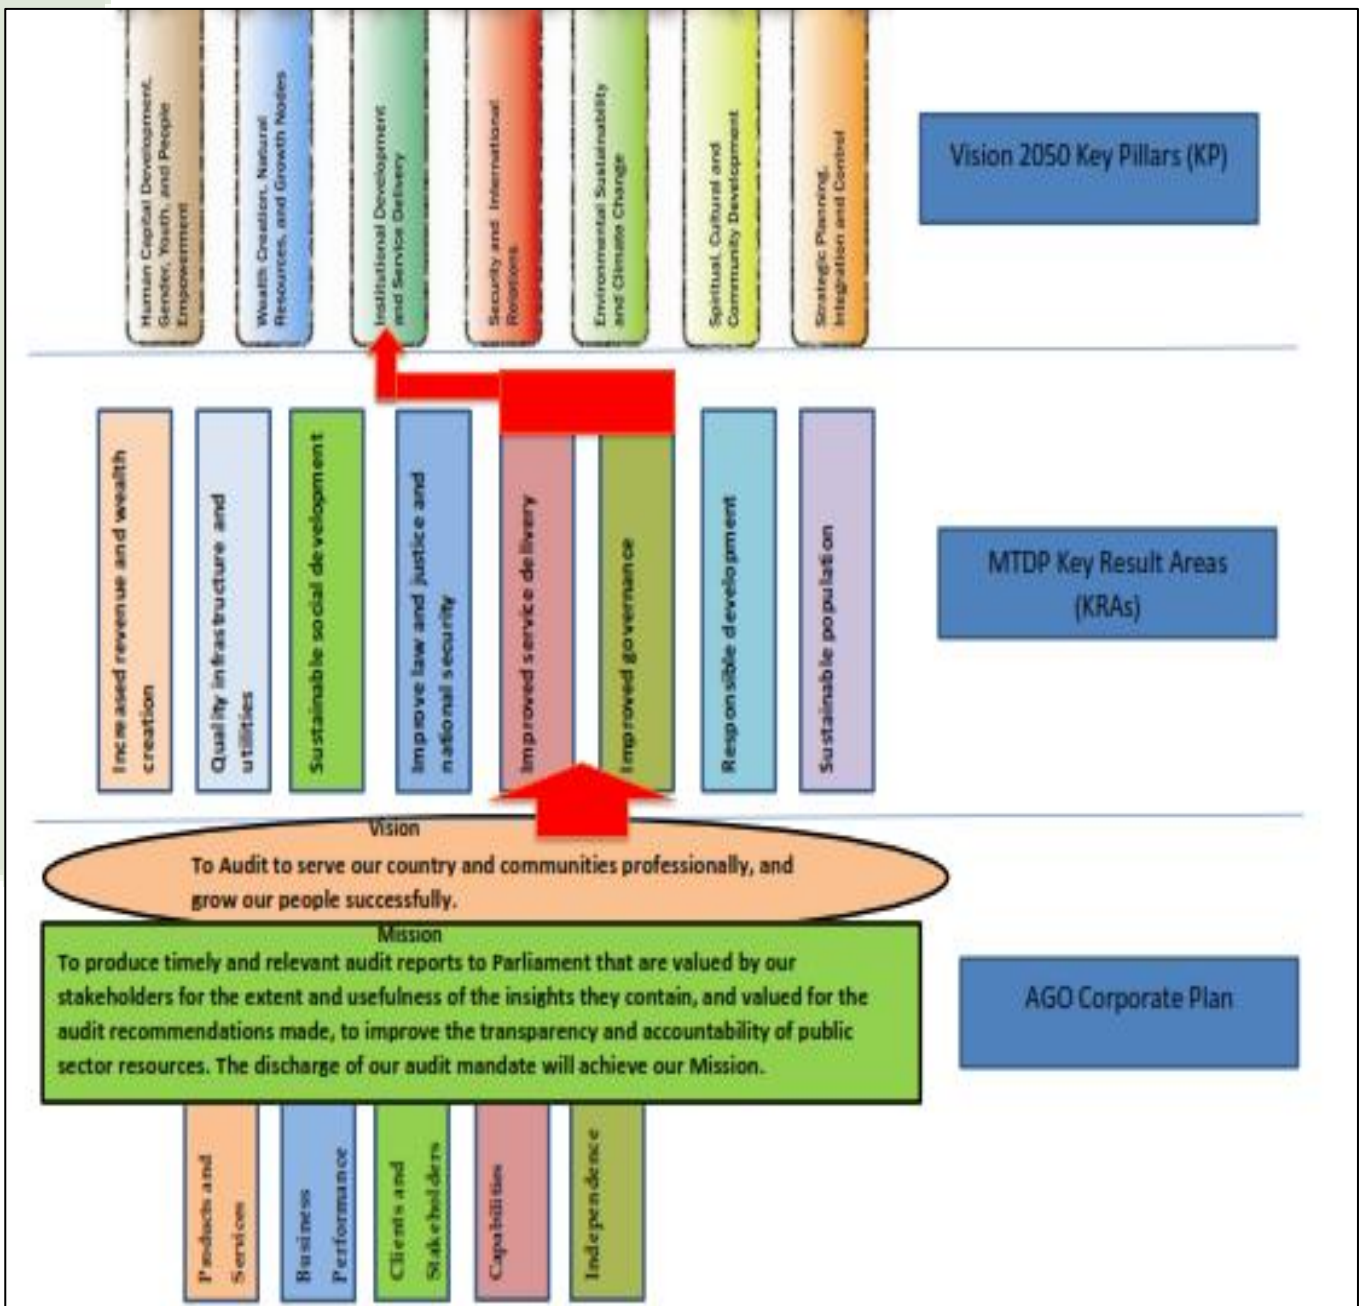 Human Capital Development,
Gender, Youth, and People
Empowerment
Wealth Creation, Natural
Resources, and Growth Nodes
Institutional Development
and Service Delivery
Security and International
Relations
Environmental Sustainability
and Climate Change
Spiritual, Cultural and
Community Development
Strategic Planning,
Integration and Control
Vision 2050 Key Pillars (KP)
Increased revenue and wealth
creation
Quality infrastructure and
utilities
Sustainable social development
Improve law and justice and
national security
Improved service delivery
Improved governance
Responsible development
Sustainable population
MTDP Key Result Areas
(KRAs)
Vision
To Audit to serve our country and communities professionally, and
grow our people successfully.
Mission
To produce timely and relevant audit reports to Parliament that are valued by our
stakeholders for the extent and usefulness of the insights they contain, and valued for the
audit recommendations made, to improve the transparency and accountability of public
sector resources. The discharge of our audit mandate will achieve our Mission.
AGO Corporate Plan
Products and
Services
Business
Performance
Clients and
Stakeholders
Capabilities
Independence